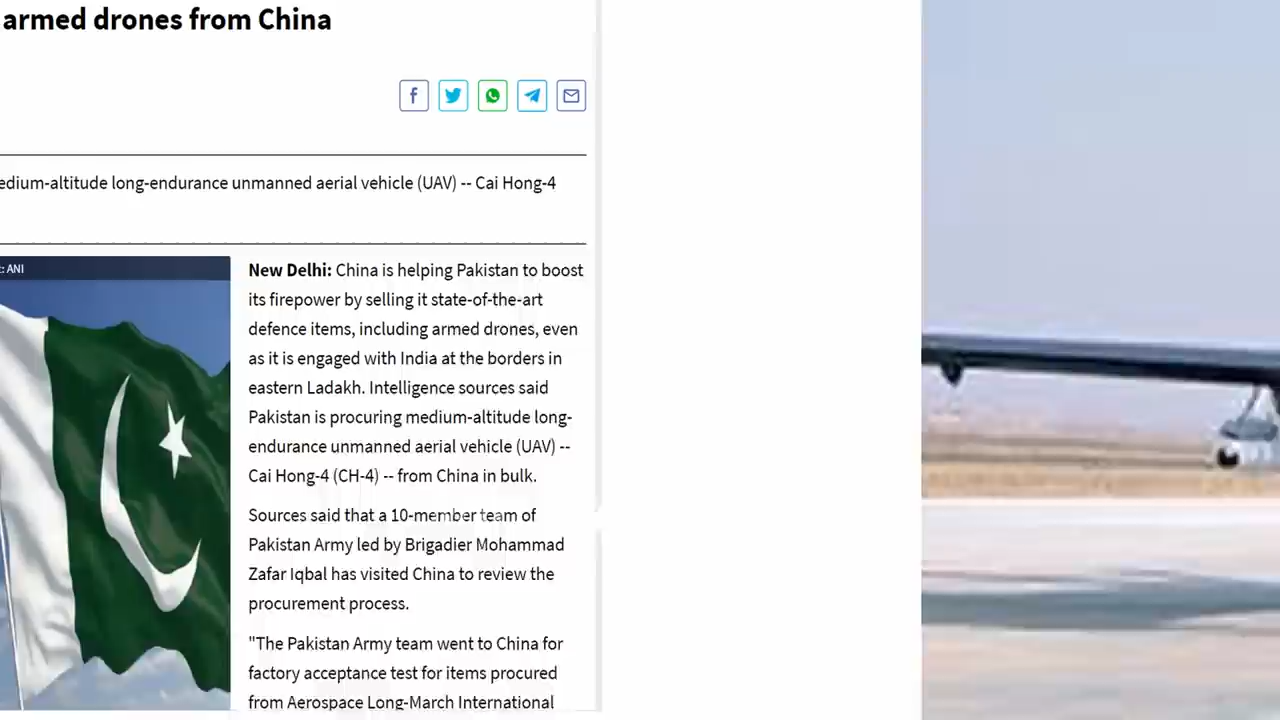 armed drones from China
edium-altitude long-endurance unmanned aerial vehicle (UAV) -- Cai Hong-4
: ANI
New Delhi: China is helping Pakistan to boost
its firepower by selling it state-of-the-art
defence items, including armed drones, even
as it is engaged with India at the borders in
eastern Ladakh. Intelligence sources said
Pakistan is procuring medium-altitude long-
endurance unmanned aerial vehicle (UAV) --
Cai Hong-4 (CH-4) -- from China in bulk.
Sources said that a 10-member team of
Pakistan Army led by Brigadier Mohammad
Zafar Iqbal has visited China to review the
procurement process.
"The Pakistan Army team went to China for
factory acceptance test for items procured
from Aerospace Long-March International